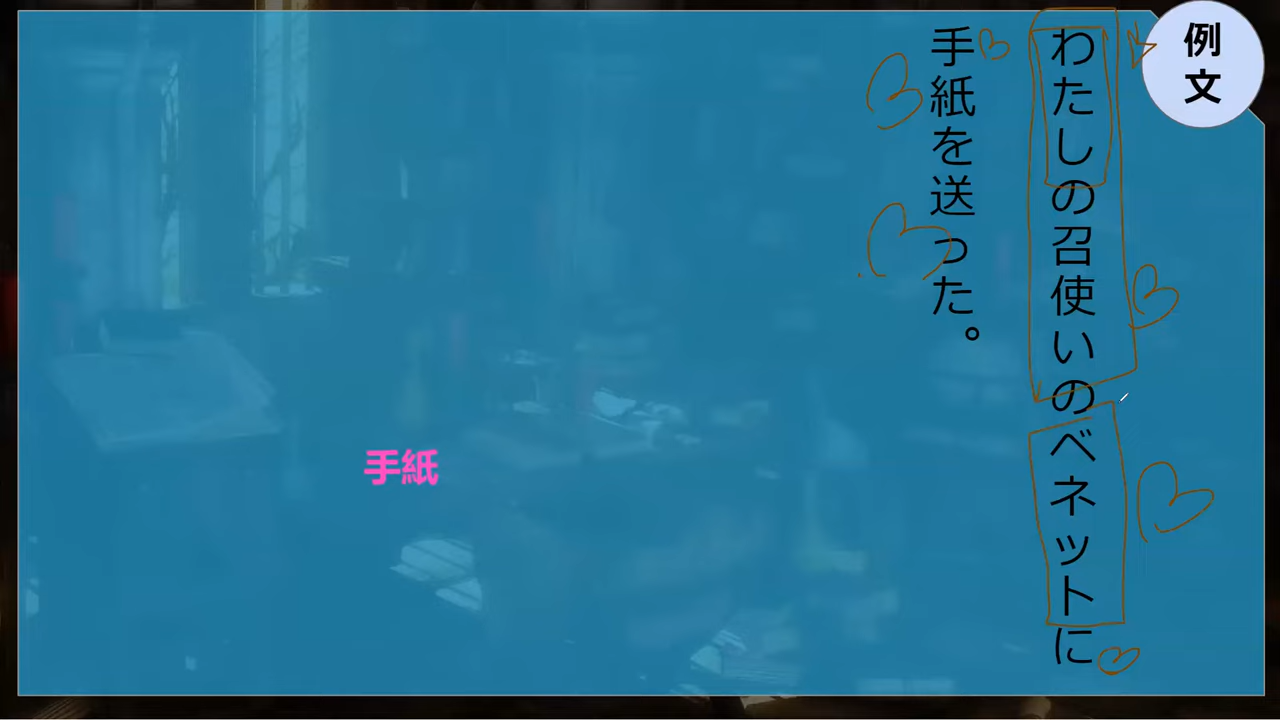 例文
わたしの召使いのベネットに
手紙を送った。
手紙